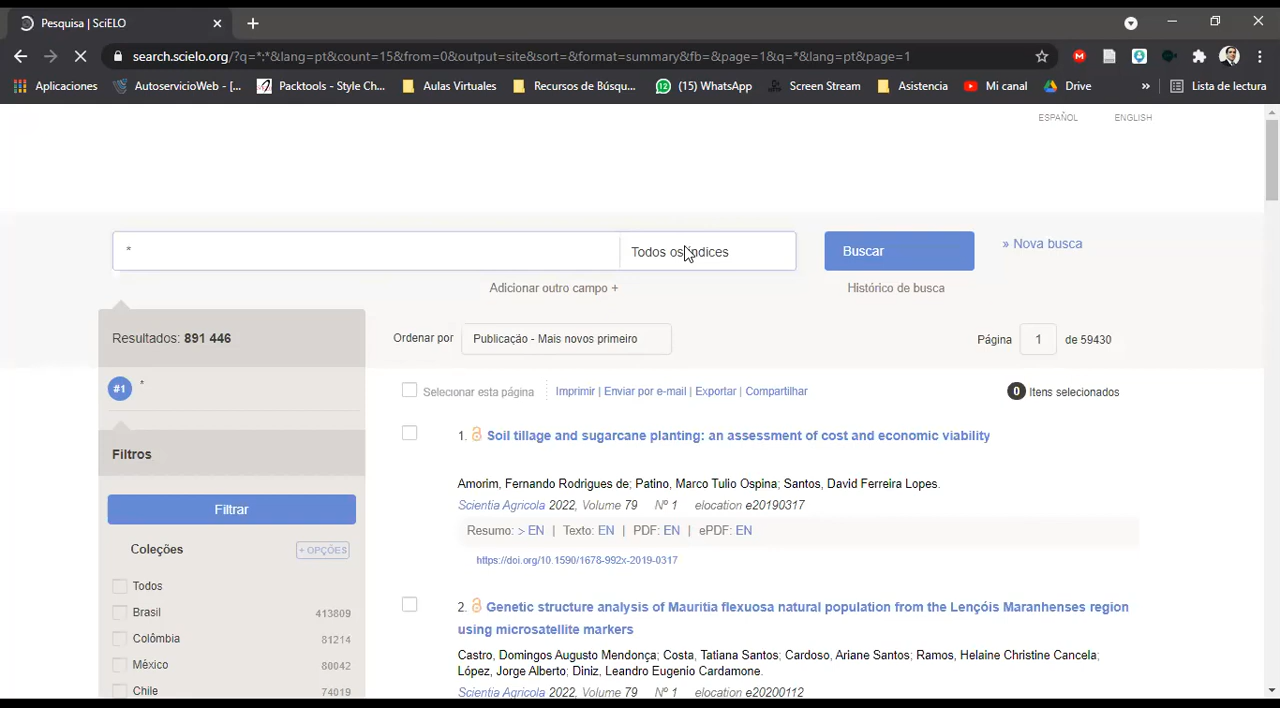 Pesquisa | SciELO
search.scielo.org/?q=*:*&lang=pt&count=15&from=0&output=site&sort=&format=summary&fb=&page=1&q=*&lang=pt&page=1
Aplicaciones AutoservicioWeb - [... Packtools - Style Ch... Aulas Virtuales Recursos de Búsqu... (15) WhatsApp Screen Stream Asistencia Mi canal Drive » Lista de lectura
ESPAÑOL ENGLISH
* Todos os índices Buscar » Nova busca
Adicionar outro campo + Histórico de busca
Resultados: 891 446 Ordenar por Publicação - Mais novos primeiro Página 1 de 59430
#1 *
Selecionar esta página Imprimir | Enviar por e-mail | Exportar | Compartilhar 0 Itens selecionados
1. Soil tillage and sugarcane planting: an assessment of cost and economic viability
Filtros
Amorim, Fernando Rodrigues de; Patino, Marco Tulio Ospina; Santos, David Ferreira Lopes.
Scientia Agricola 2022, Volume 79 Nº 1 elocation e20190317
Filtrar
Resumo: > EN | Texto: EN | PDF: EN | ePDF: EN
Coleções + OPÇÕES
https://doi.org/10.1590/1678-992x-2019-0317
Todos
Brasil 413809
2. Genetic structure analysis of Mauritia flexuosa natural population from the Lençóis Maranhenses region
using microsatellite markers
Colômbia 81214
Castro, Domingos Augusto Mendonça; Costa, Tatiana Santos; Cardoso, Ariane Santos; Ramos, Helaine Christine Cancela;
López, Jorge Alberto; Diniz, Leandro Eugenio Cardamone.
México 80042
Chile 74019
Scientia Agricola 2022, Volume 79 Nº 1 elocation e20200112